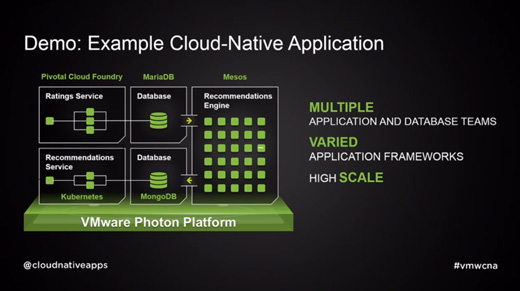 Demo: Example Cloud-Native Application
Pivotal Cloud Foundry
MariaDB
Mesos
Ratings Service
Database
Recommendations
Engine
Recommendations
Service
Database
Kubernetes
MongoDB
VMware Photon Platform
MULTIPLE
APPLICATION AND DATABASE TEAMS
VARIED
APPLICATION FRAMEWORKS
HIGH SCALE
@cloudnativeapps
#vmwcna